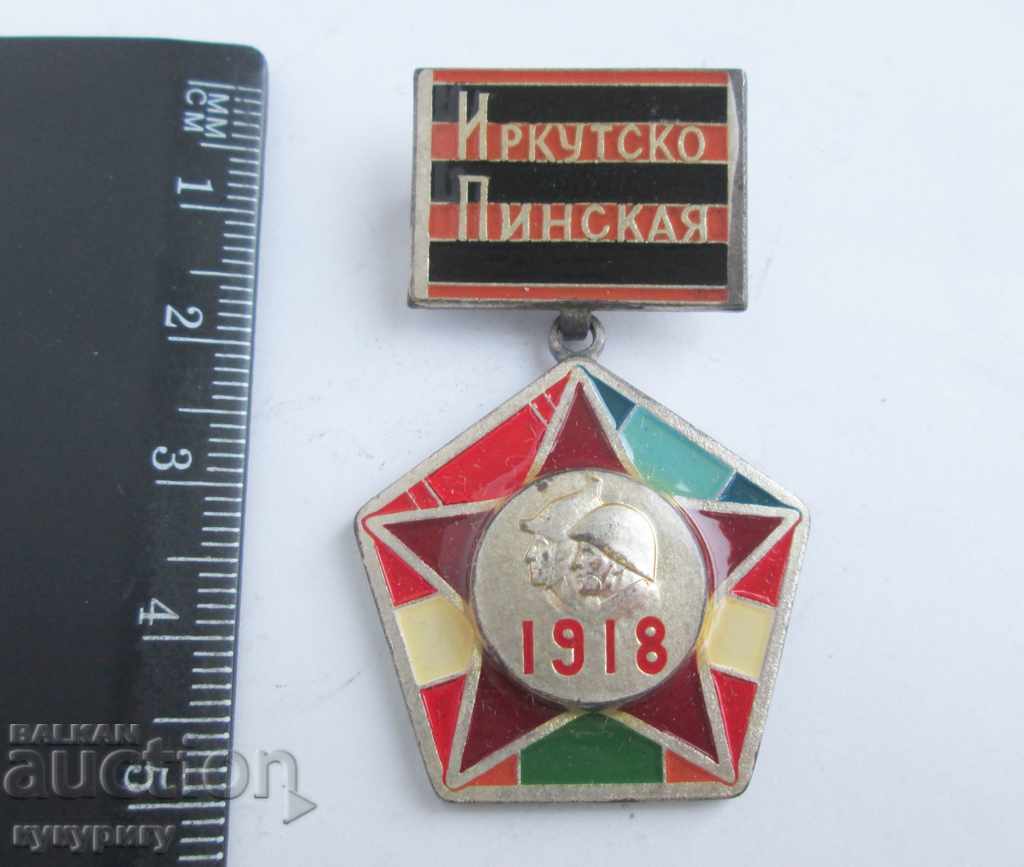 ИРКУТСКО
ПИНСКАЯ
1918
ММ
СМ
1
2
3
4
5
BALKAN
auction
кукуригу